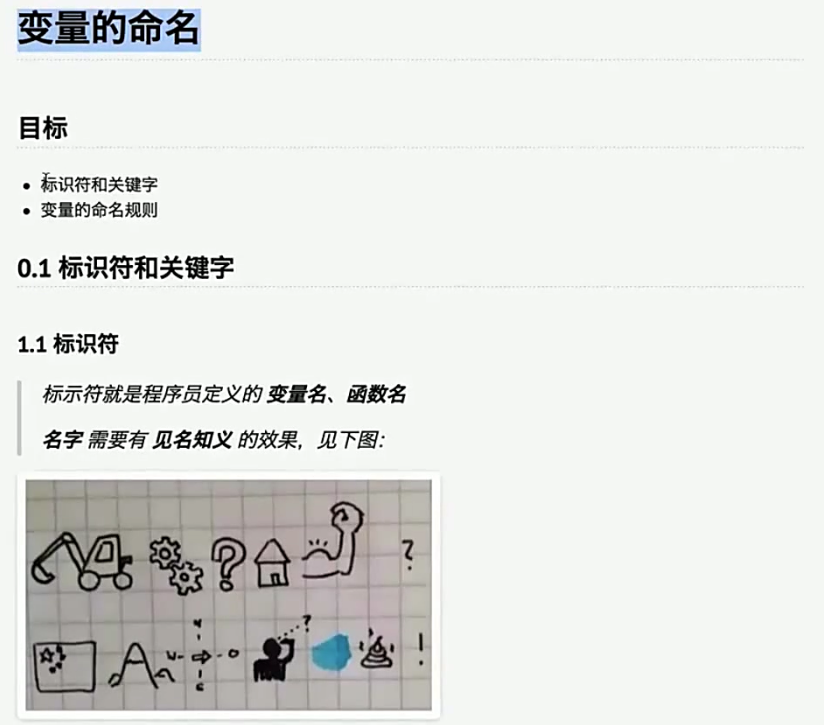 变量的命名
目标
标识符和关键字
变量的命名规则
0.1 标识符和关键字
1.1 标识符
标示符就是程序员定义的 变量名、函数名
名字 需要有 见名知义 的效果，见下图：
?
?
!